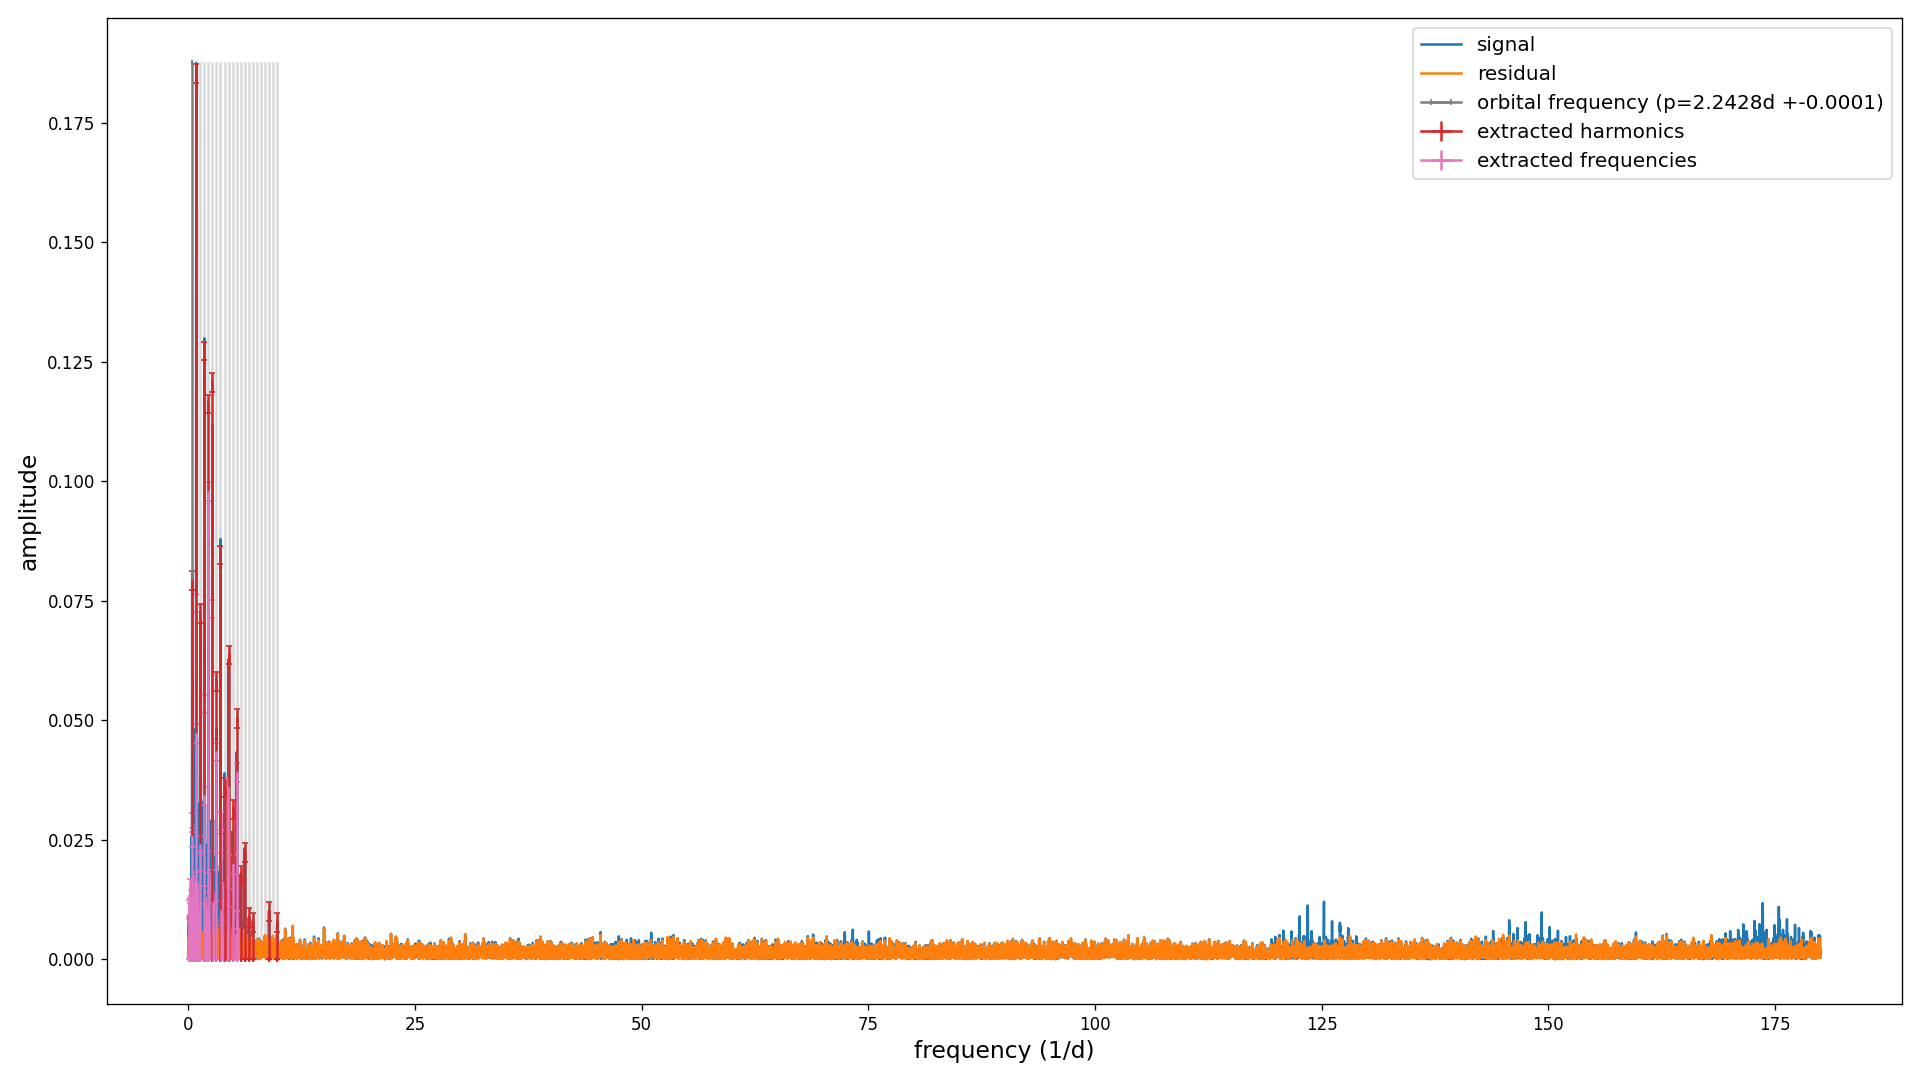 signal
residual
orbital frequency (p=2.2428d +-0.0001)
extracted harmonics
extracted frequencies
0.175
0.150
0.125
0.100
0.075
0.050
0.025
0.000
amplitude
0 25 50 75 100 125 150 175
frequency (1/d)